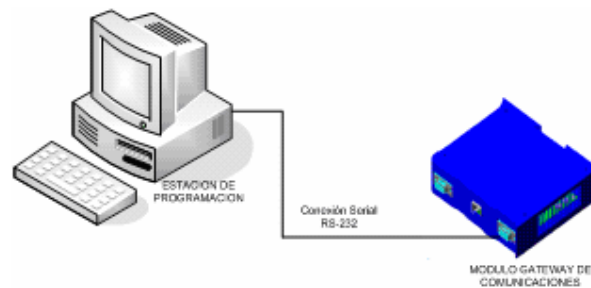 ESTACION DE
PROGRAMACION
Conexión Serial
RS-232
MODULO GATEWAY DE
COMUNICACIONES